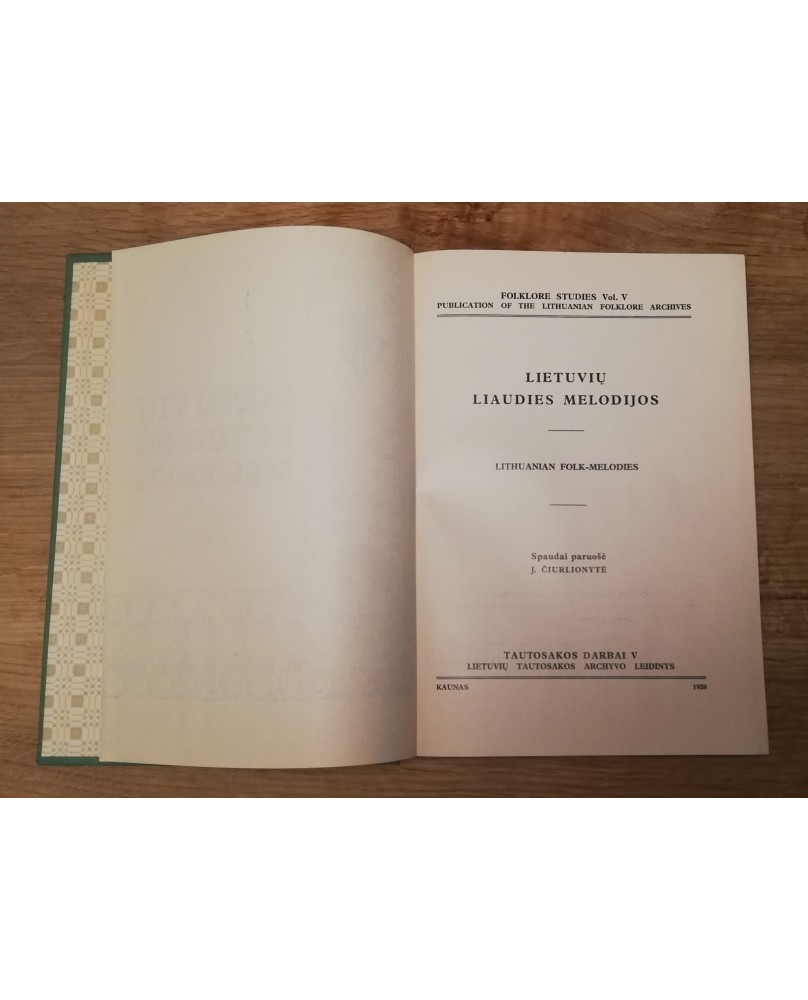 FOLKLORE STUDIES Vol. V
PUBLICATION OF THE LITHUANIAN FOLKLORE ARCHIVES
LIETUVIŲ
LIAUDIES MELODIJOS
LITHUANIAN FOLK-MELODIES
Spaudai paruošė
J. ČIURLIONYTĖ
TAUTOSAKOS DARBAI V
LIETUVIŲ TAUTOSAKOS ARCHYVO LEIDINYS
KAUNAS 1938